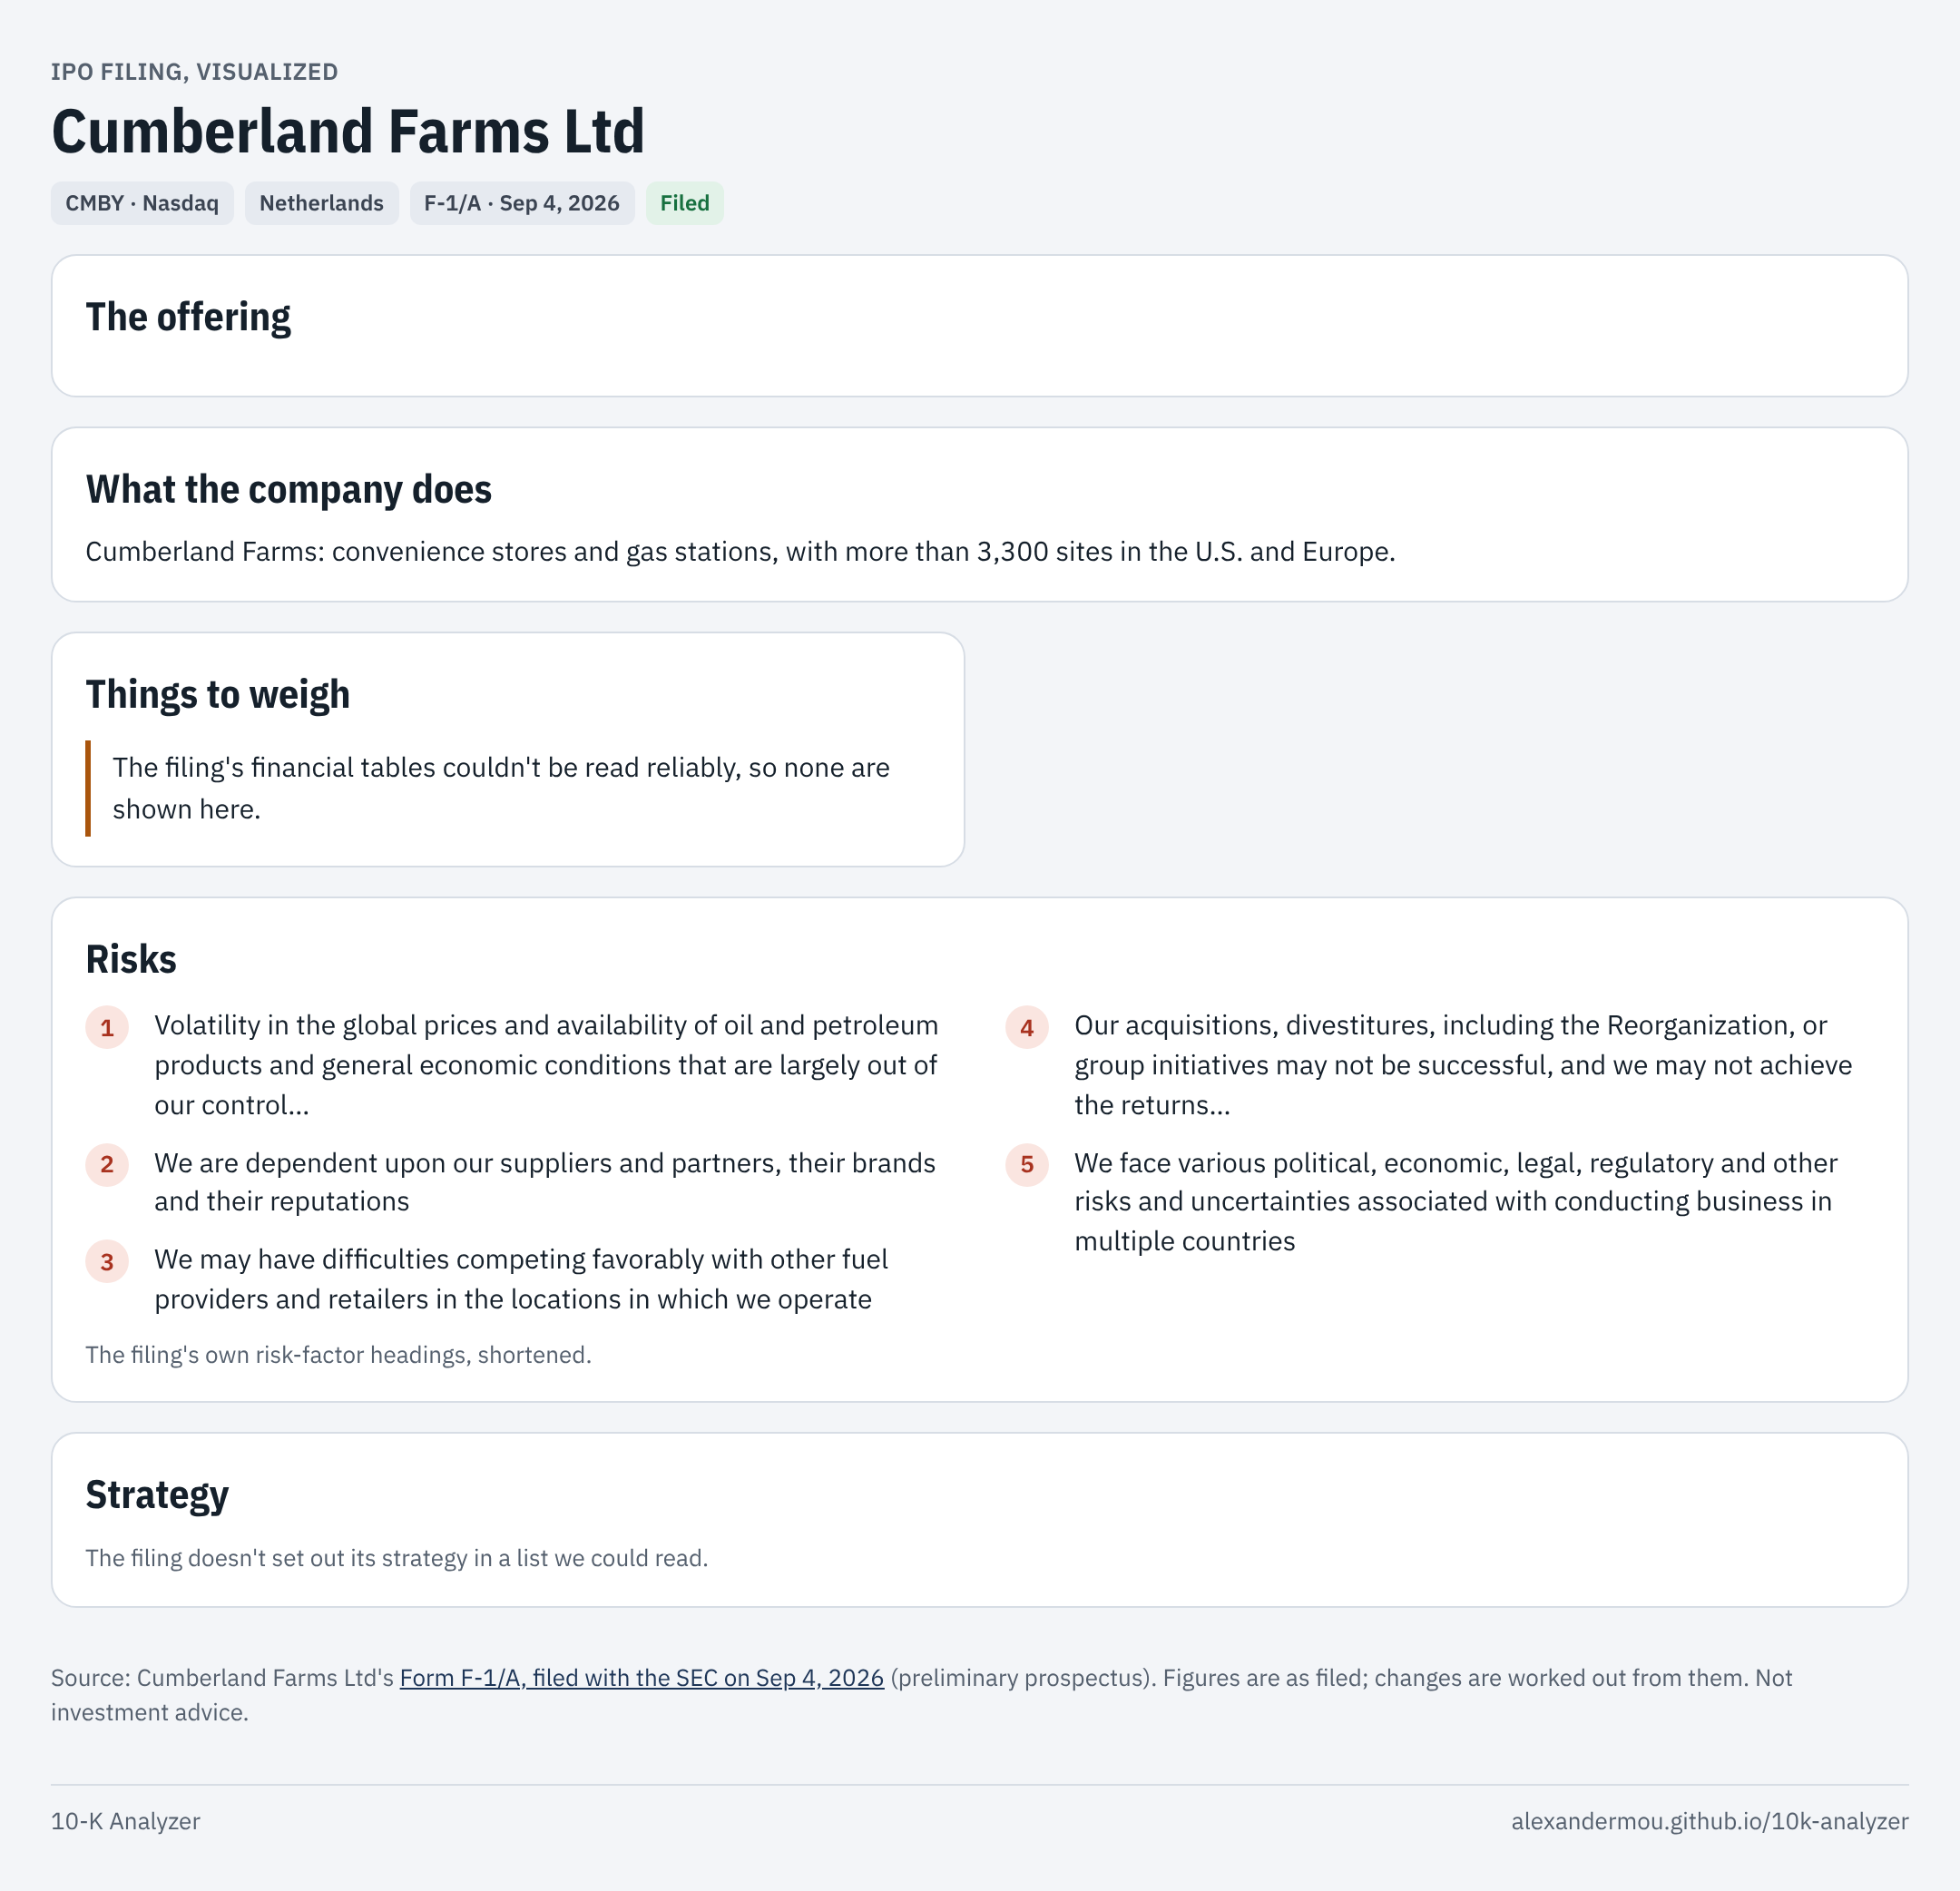 IPO FILING, VISUALIZED
Cumberland Farms Ltd
CMBY · Nasdaq
Netherlands
F-1/A · Sep 4, 2026
Filed
The offering
What the company does
Cumberland Farms: convenience stores and gas stations, with more than 3,300 sites in the U.S. and Europe.
Things to weigh
The filing's financial tables couldn't be read reliably, so none are
shown here.
Risks
1
Volatility in the global prices and availability of oil and petroleum
products and general economic conditions that are largely out of
our control...
2
We are dependent upon our suppliers and partners, their brands
and their reputations
3
We may have difficulties competing favorably with other fuel
providers and retailers in the locations in which we operate
4
Our acquisitions, divestitures, including the Reorganization, or
group initiatives may not be successful, and we may not achieve
the returns...
5
We face various political, economic, legal, regulatory and other
risks and uncertainties associated with conducting business in
multiple countries
The filing's own risk-factor headings, shortened.
Strategy
The filing doesn't set out its strategy in a list we could read.
Source: Cumberland Farms Ltd's Form F-1/A, filed with the SEC on Sep 4, 2026 (preliminary prospectus). Figures are as filed; changes are worked out from them. Not
investment advice.
10-K Analyzer
alexandermou.github.io/10k-analyzer